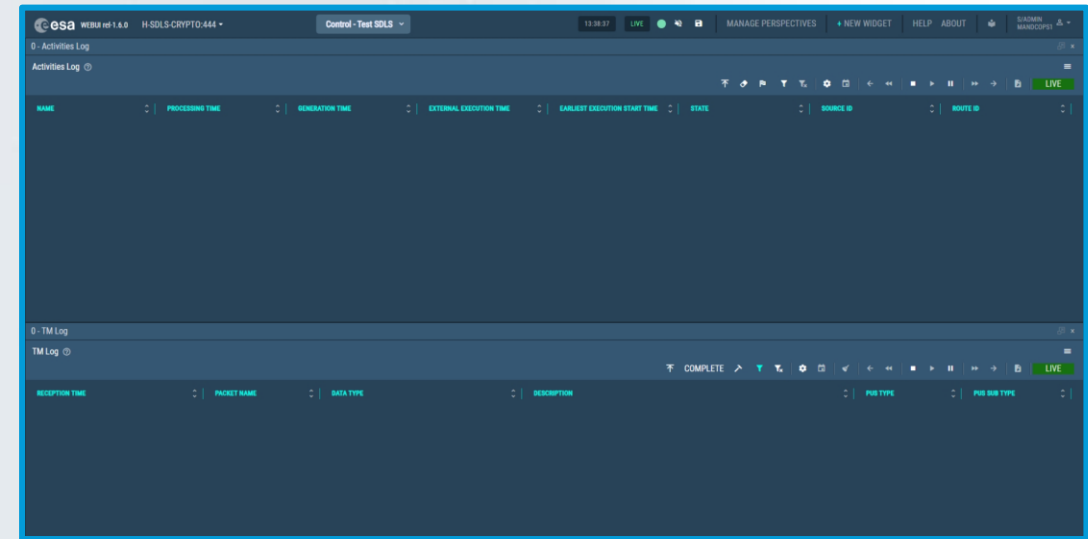 esa WEBUI rel-1.6.0 H-SDLS-CRYPTO:444 Control - Test SDLS 13:38:37 LIVE MANAGE PERSPECTIVES + NEW WIDGET HELP ABOUT S/ADMIN
MANDCOPS1
0 - Activities Log
Activities Log
LIVE
NAME PROCESSING TIME GENERATION TIME EXTERNAL EXECUTION TIME EARLIEST EXECUTION START TIME STATE SOURCE ID ROUTE ID
0 - TM Log
TM Log
COMPLETE LIVE
RECEPTION TIME PACKET NAME DATA TYPE DESCRIPTION PUS TYPE PUS SUB TYPE